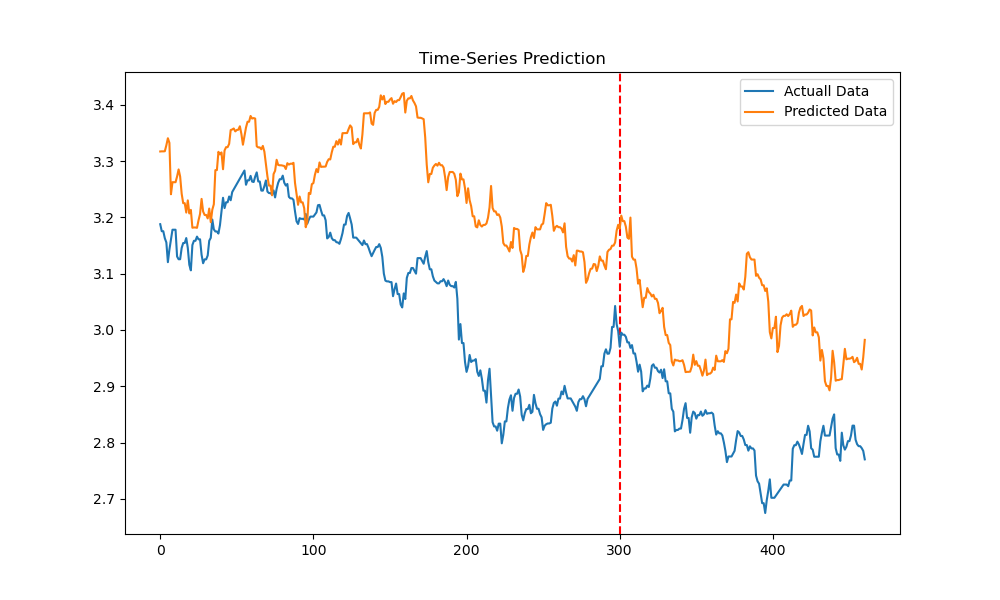 Time-Series Prediction
Actuall Data
Predicted Data
3.4
3.3
3.2
3.1
3.0
2.9
2.8
2.7
0 100 200 300 400